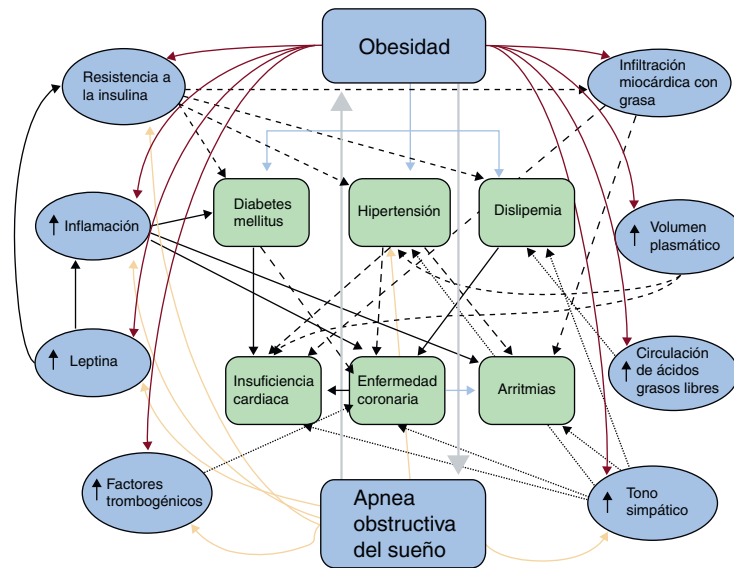 Obesidad
Resistencia a
la insulina
Infiltración
miocárdica con
grasa
Diabetes
mellitus
Hipertensión
Dislipemia
↑ Inflamación
↑ Volumen
plasmático
↑ Leptina
Insuficiencia
cardiaca
Enfermedad
coronaria
Arritmias
↑ Circulación
de ácidos
grasos libres
↑ Factores
trombogénicos
Apnea
obstructiva
del sueño
↑ Tono
simpático